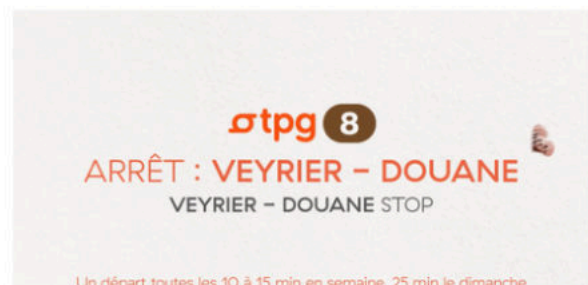 tpg 8
ARRÊT : VEYRIER – DOUANE
VEYRIER – DOUANE STOP
Un départ toutes les 10 à 15 min en semaine, 25 min le dimanche